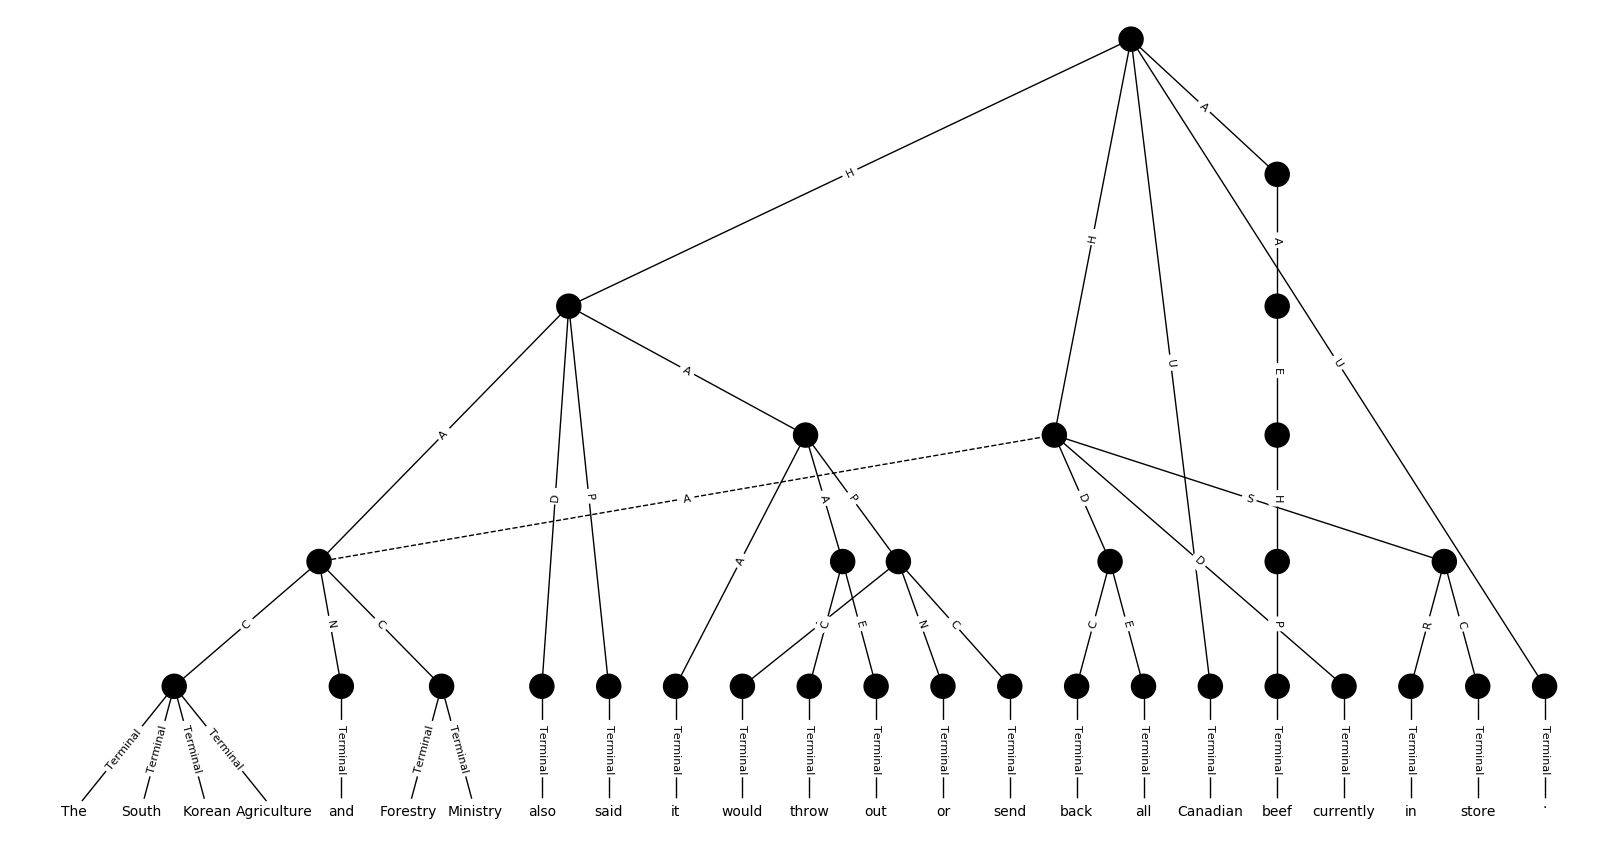 A
H
A
H
U
U
E
A
A
D
P
A
A
P
D
S
H
A
D
C
N
C
C
E
N
C
C
E
P
R
C
Terminal Terminal Terminal Terminal Terminal Terminal Terminal Terminal Terminal Terminal Terminal Terminal Terminal Terminal Terminal Terminal Terminal Terminal Terminal Terminal Terminal Terminal Terminal
The South Korean Agriculture and Forestry Ministry also said it would throw out or send back all Canadian beef currently in store .